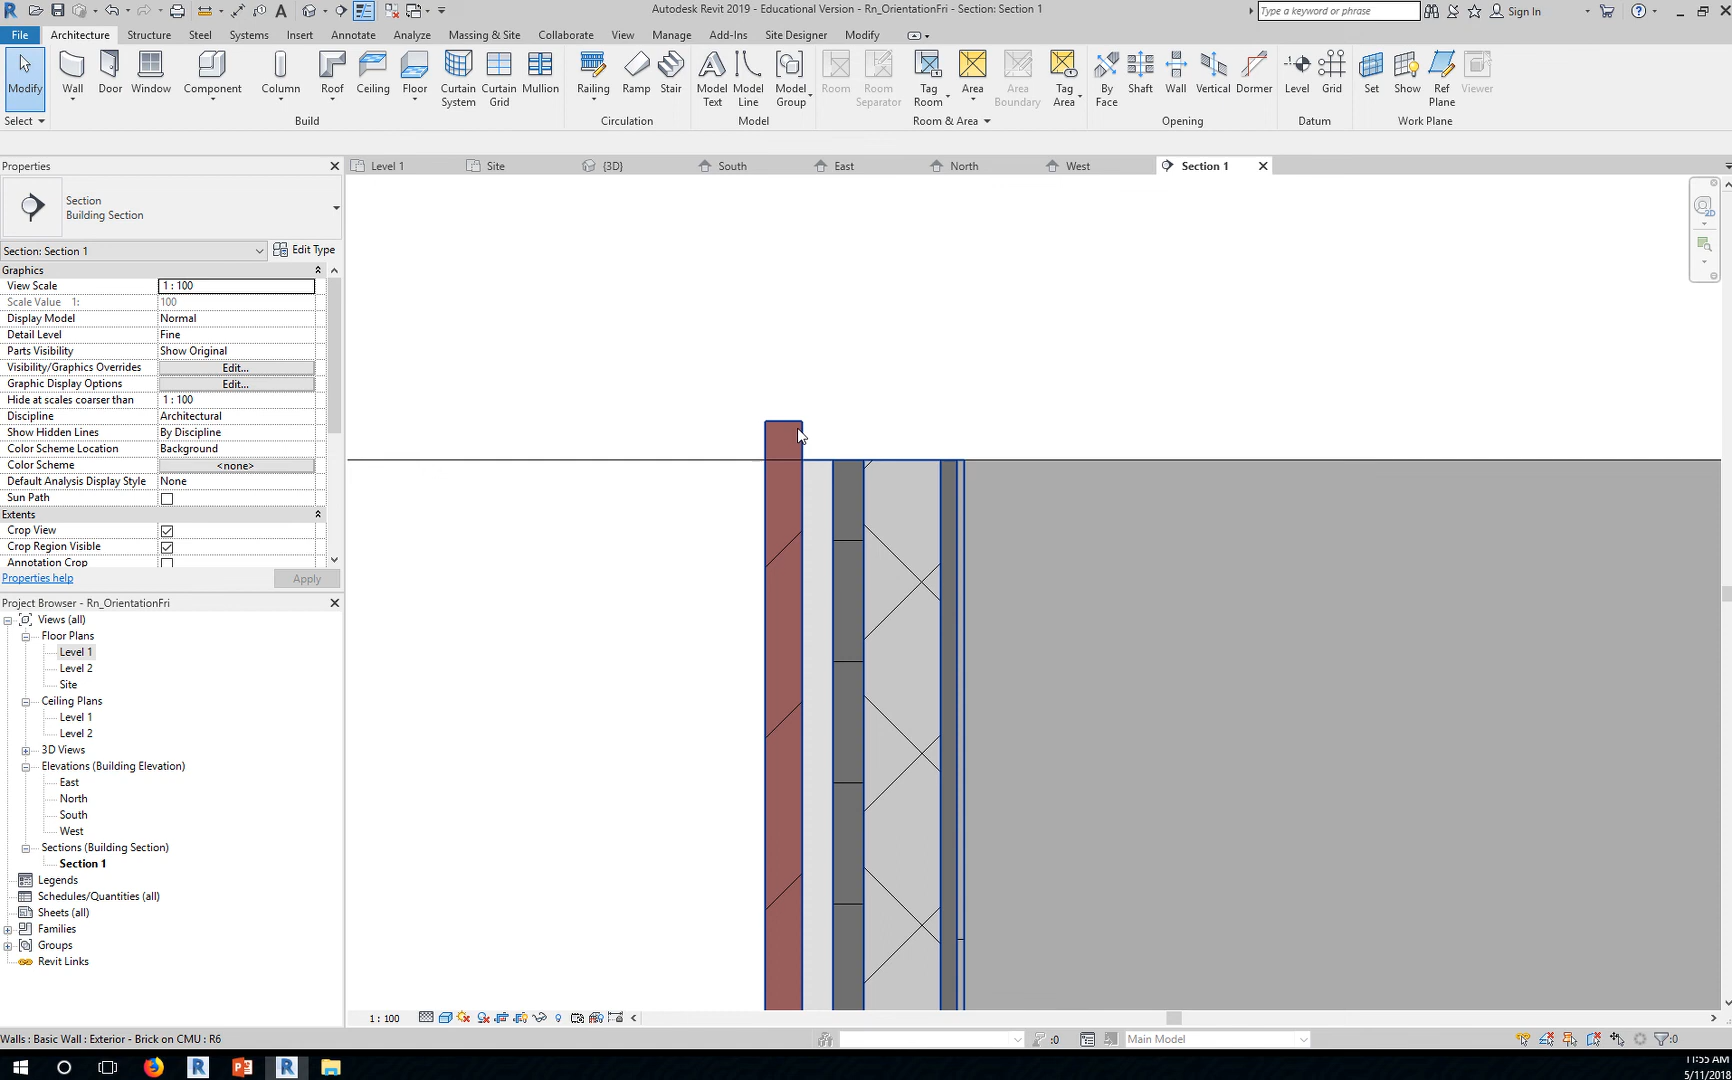 Autodesk Revit 2019 - Educational Version - Rn_OrientationFri - Section: Section 1
Type a keyword or phrase
Sign In
File Architecture Structure Steel Systems Insert Annotate Analyze Massing & Site Collaborate View Manage Add-Ins Site Designer Modify
Modify Wall Door Window Component Column Roof Ceiling Floor Curtain System Curtain Grid Mullion Railing Ramp Stair Model Text Model Line Model Group Room Room Separator Tag Room Area Area Boundary Tag Area By Face Shaft Wall Vertical Dormer Level Grid Set Show Ref Plane Viewer
Select Build Circulation Model Room & Area Opening Datum Work Plane
Properties
Level 1 Site {3D} South East North West Section 1
Section
Building Section
Section: Section 1 Edit Type
Graphics
View Scale 1 : 100
Scale Value 1: 100
Display Model Normal
Detail Level Fine
Parts Visibility Show Original
Visibility/Graphics Overrides Edit...
Graphic Display Options Edit...
Hide at scales coarser than 1 : 100
Discipline Architectural
Show Hidden Lines By Discipline
Color Scheme Location Background
Color Scheme <none>
Default Analysis Display Style None
Sun Path
Extents
Crop View
Crop Region Visible
Annotation Crop
Properties help Apply
Project Browser - Rn_OrientationFri
Views (all)
Floor Plans
Level 1
Level 2
Site
Ceiling Plans
Level 1
Level 2
3D Views
Elevations (Building Elevation)
East
North
South
West
Sections (Building Section)
Section 1
Legends
Schedules/Quantities (all)
Sheets (all)
Families
Groups
Revit Links
1 : 100
Walls : Basic Wall : Exterior - Brick on CMU : R6
:0
Main Model
:0
11:55 AM
5/11/2018